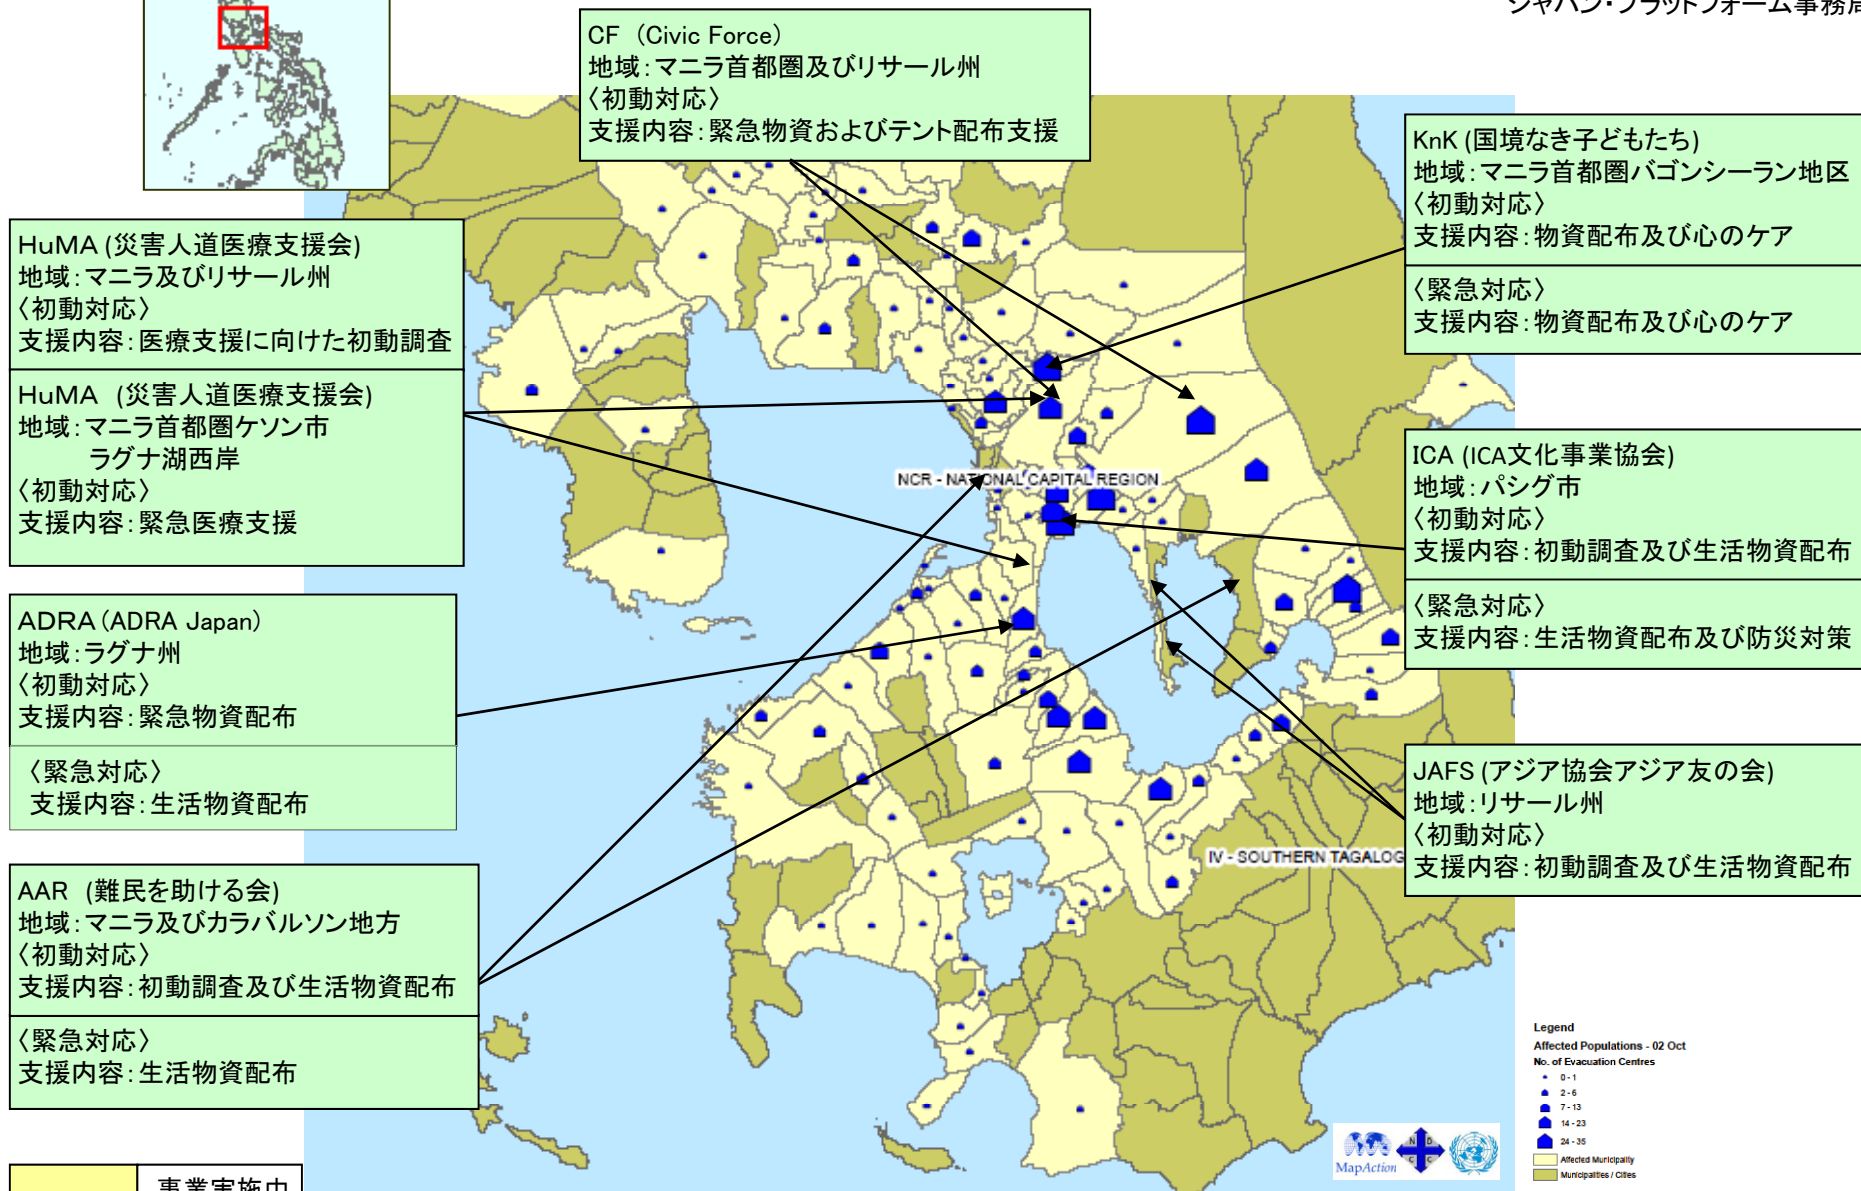 ジャパン・プラットフォーム事務局
CF （Civic Force）
地域：マニラ首都圏及びリサール州
〈初動対応〉
支援内容：緊急物資およびテント配布支援
KnK (国境なき子どもたち)
地域：マニラ首都圏バゴンシーラン地区
〈初動対応〉
支援内容：物資配布及び心のケア
〈緊急対応〉
支援内容：物資配布及び心のケア
HuMA (災害人道医療支援会)
地域：マニラ及びリサール州
〈初動対応〉
支援内容：医療支援に向けた初動調査
HuMA (災害人道医療支援会)
地域：マニラ首都圏ケソン市
ラグナ湖西岸
〈初動対応〉
支援内容：緊急医療支援
NCR - NATIONAL CAPITAL REGION
ICA (ICA文化事業協会)
地域：パシグ市
〈初動対応〉
支援内容：初動調査及び生活物資配布
〈緊急対応〉
支援内容：生活物資配布及び防災対策
ADRA (ADRA Japan)
地域：ラグナ州
〈初動対応〉
支援内容：緊急物資配布
〈緊急対応〉
支援内容：生活物資配布
JAFS (アジア協会アジア友の会)
地域：リサール州
〈初動対応〉
支援内容：初動調査及び生活物資配布
IV - SOUTHERN TAGALOG
AAR (難民を助ける会)
地域：マニラ及びカラバルソン地方
〈初動対応〉
支援内容：初動調査及び生活物資配布
〈緊急対応〉
支援内容：生活物資配布
Legend
Affected Populations - 02 Oct
No. of Evacuation Centres
0 - 1
2 - 6
7 - 13
14 - 23
24 - 35
Affected Municipality
Municipalities / Cities
MapAction
N D
C C
事業実施中